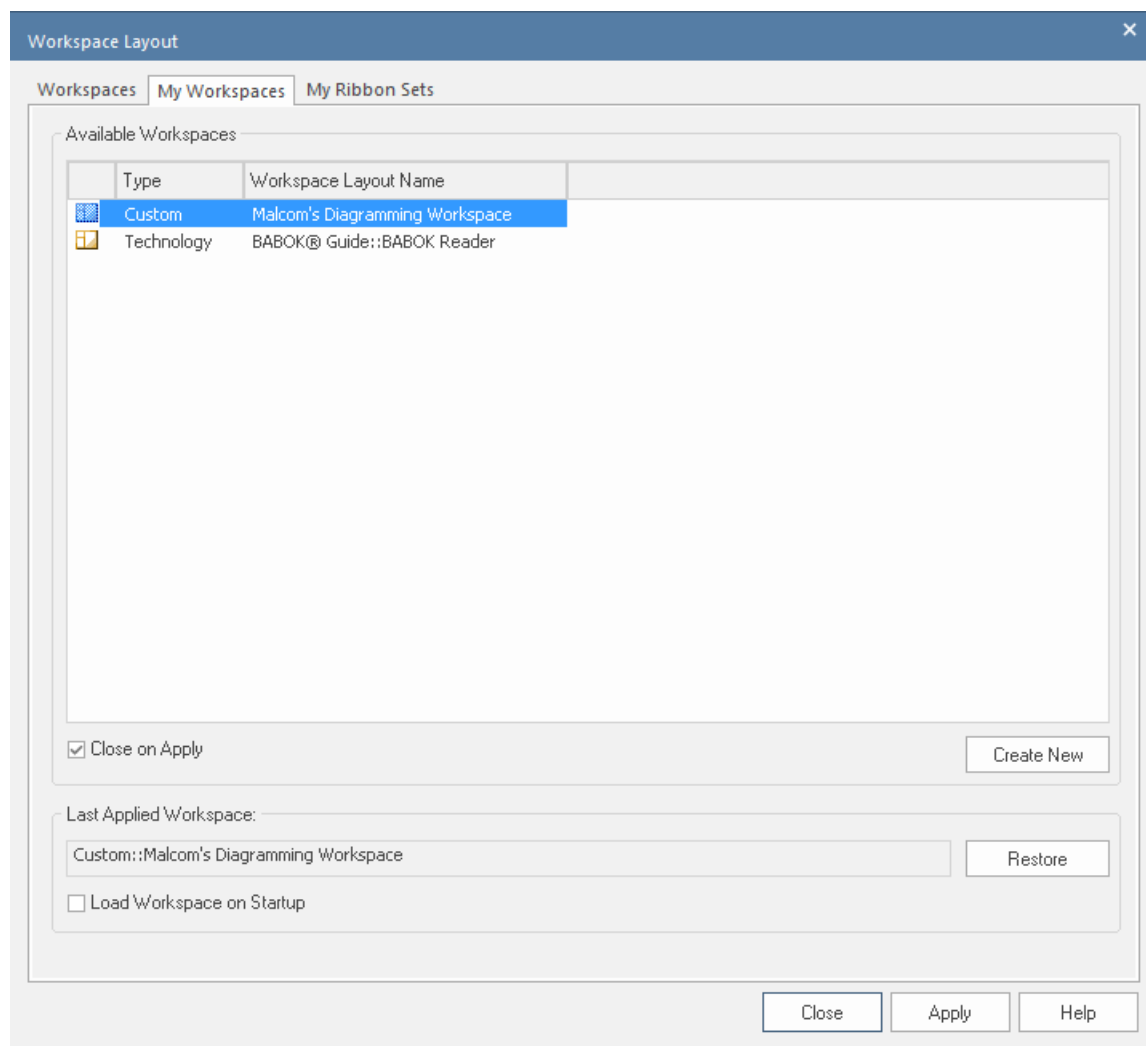 Workspace Layout
Workspaces My Workspaces My Ribbon Sets
Available Workspaces
Type Workspace Layout Name
Custom Malcom's Diagramming Workspace
Technology BABOK® Guide::BABOK Reader
Close on Apply
Create New
Last Applied Workspace:
Custom::Malcom's Diagramming Workspace
Restore
Load Workspace on Startup
Close Apply Help